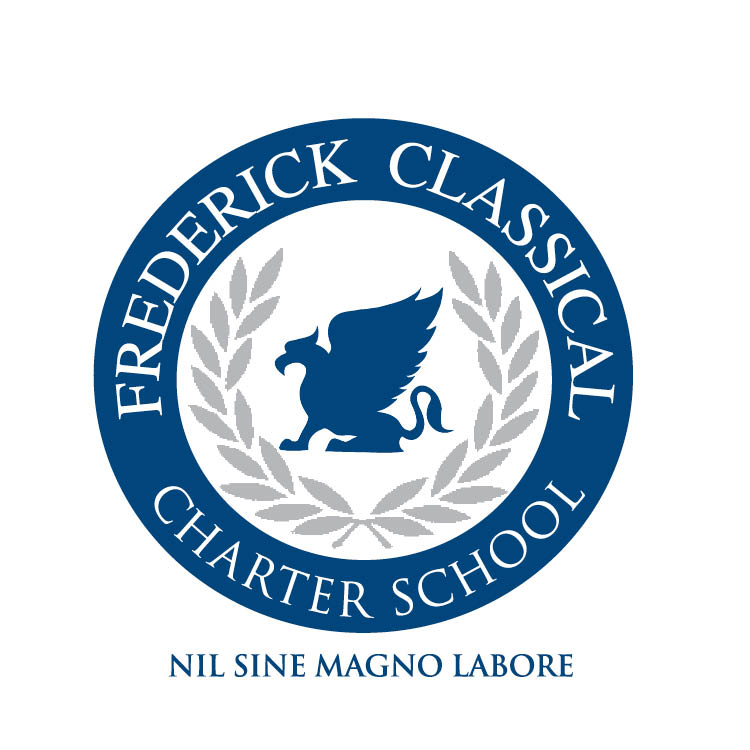 FREDERICK CLASSICAL
CHARTER SCHOOL
NIL SINE MAGNO LABORE